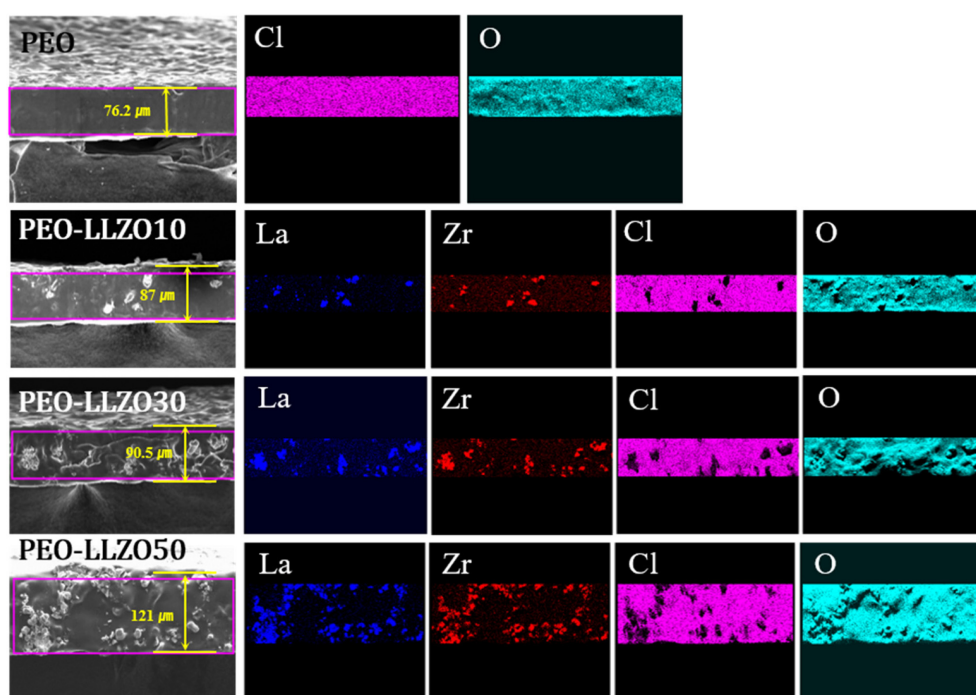 PEO
Cl
O
76.2 ㎛
PEO-LLZO10
La
Zr
Cl
O
87 ㎛
PEO-LLZO30
La
Zr
Cl
O
90.5 ㎛
PEO-LLZO50
La
Zr
Cl
O
121 ㎛